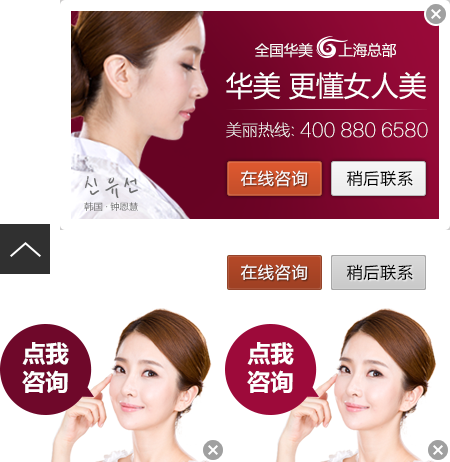 全国华美 上海总部
华美 更懂女人美
美丽热线: 400 880 6580
在线咨询 稍后联系
신유선
韩国·钟恩慧
在线咨询 稍后联系
点我
咨询
点我
咨询